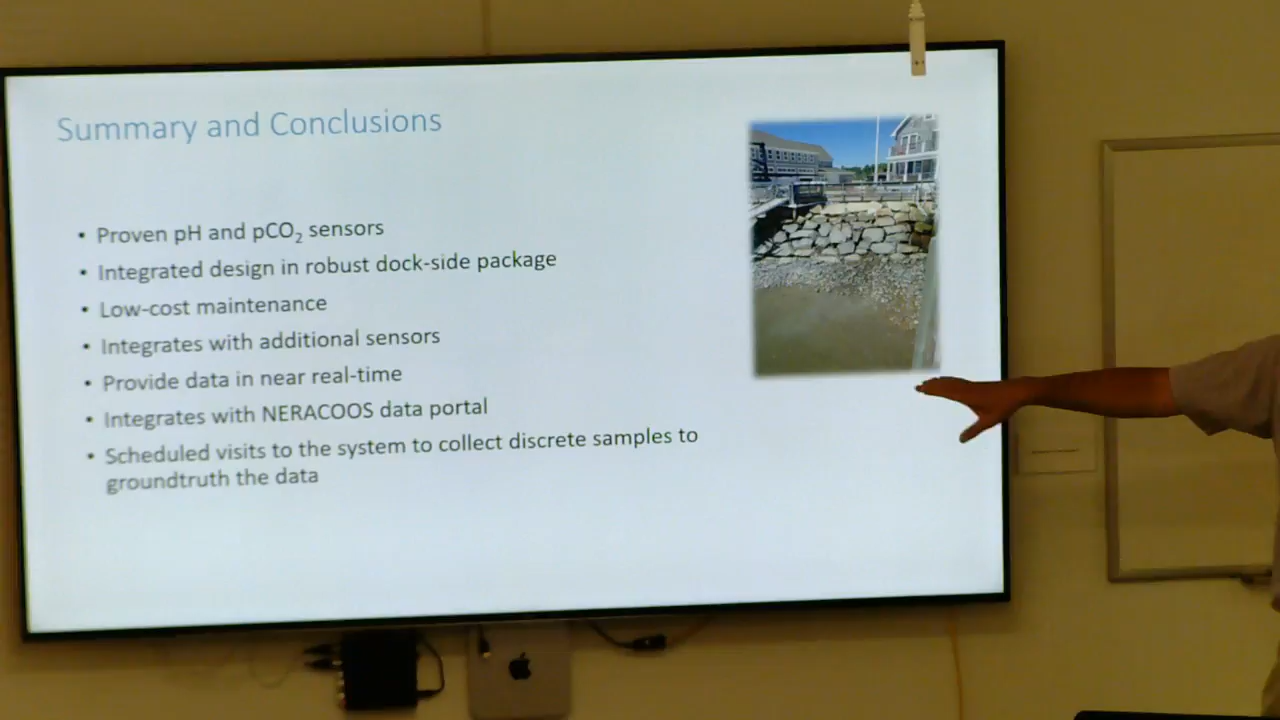 Summary and Conclusions
• Proven pH and pCO₂ sensors
• Integrated design in robust dock-side package
• Low-cost maintenance
• Integrates with additional sensors
• Provide data in near real-time
• Integrates with NERACOOS data portal
• Scheduled visits to the system to collect discrete samples to
groundtruth the data